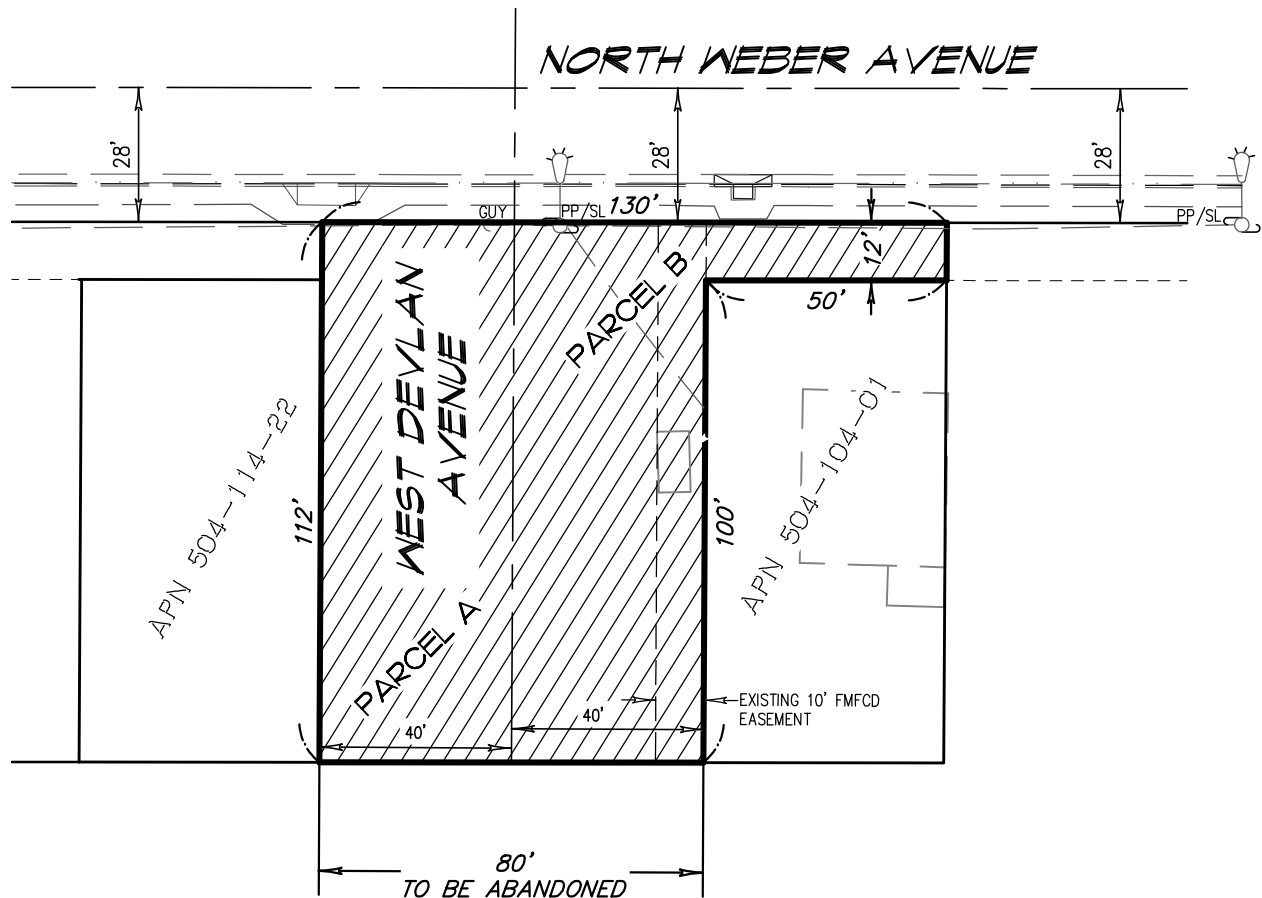 NORTH WEBER AVENUE
28'
28'
28'
GUY
PP/SL
130'
PP/SL
12'
50'
PARCEL B
WEST DEVLAN
AVENUE
APN 504-114-22
112'
100'
APN 504-104-01
PARCEL A
EXISTING 10' FMFCD
EASEMENT
40'
40'
80'
TO BE ABANDONED